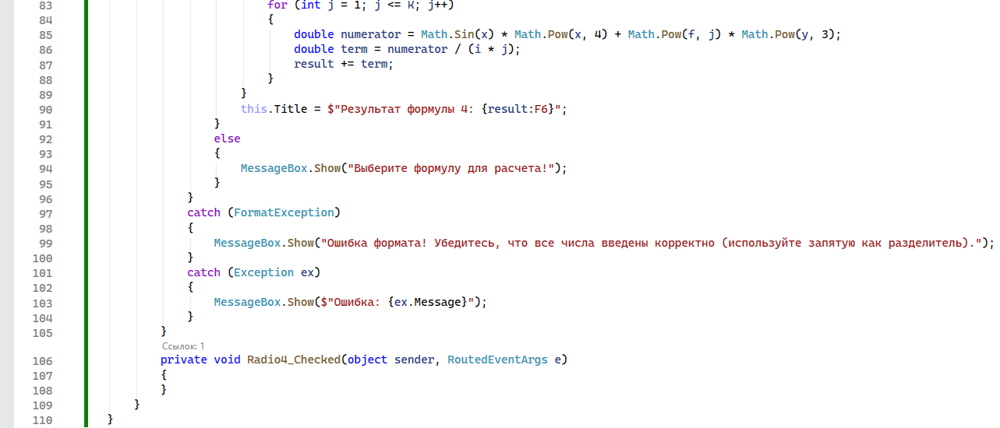 83 for (int j = 1; j <= K; j++)
84 {
85 double numerator = Math.Sin(x) * Math.Pow(x, 4) + Math.Pow(f, j) * Math.Pow(y, 3);
86 double term = numerator / (i * j);
87 result += term;
88 }
89 }
90 this.Title = $"Результат формулы 4: {result:F6}";
91 }
92 else
93 {
94 MessageBox.Show("Выберите формулу для расчета!");
95 }
96 }
97 catch (FormatException)
98 {
99 MessageBox.Show("Ошибка формата! Убедитесь, что все числа введены корректно (используйте запятую как разделитель).");
100 }
101 catch (Exception ex)
102 {
103 MessageBox.Show($"Ошибка: {ex.Message}");
104 }
105 }
Ссылок: 1
106 private void Radio4_Checked(object sender, RoutedEventArgs e)
107 {
108 }
109 }
110 }